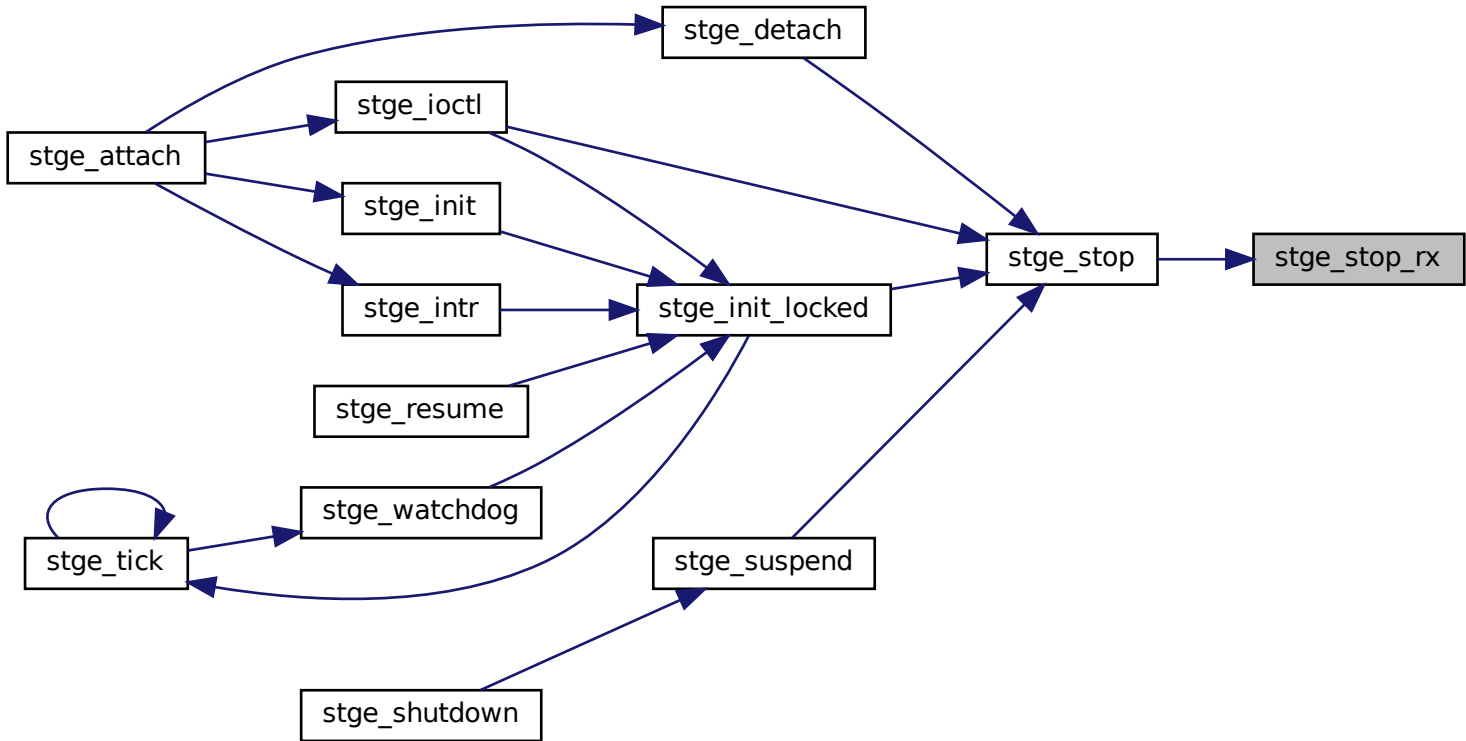 stge_detach
stge_ioctl
stge_attach
stge_init
stge_stop
stge_stop_rx
stge_intr
stge_init_locked
stge_resume
stge_watchdog
stge_tick
stge_suspend
stge_shutdown